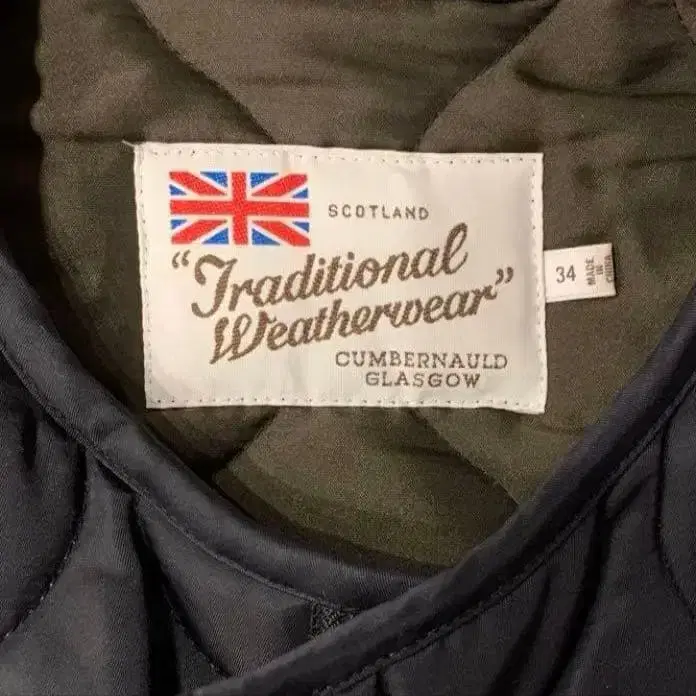 SCOTLAND
“Traditional
Weatherwear”
CUMBERNAULD
GLASGOW
34
MADE
IN
CHINA